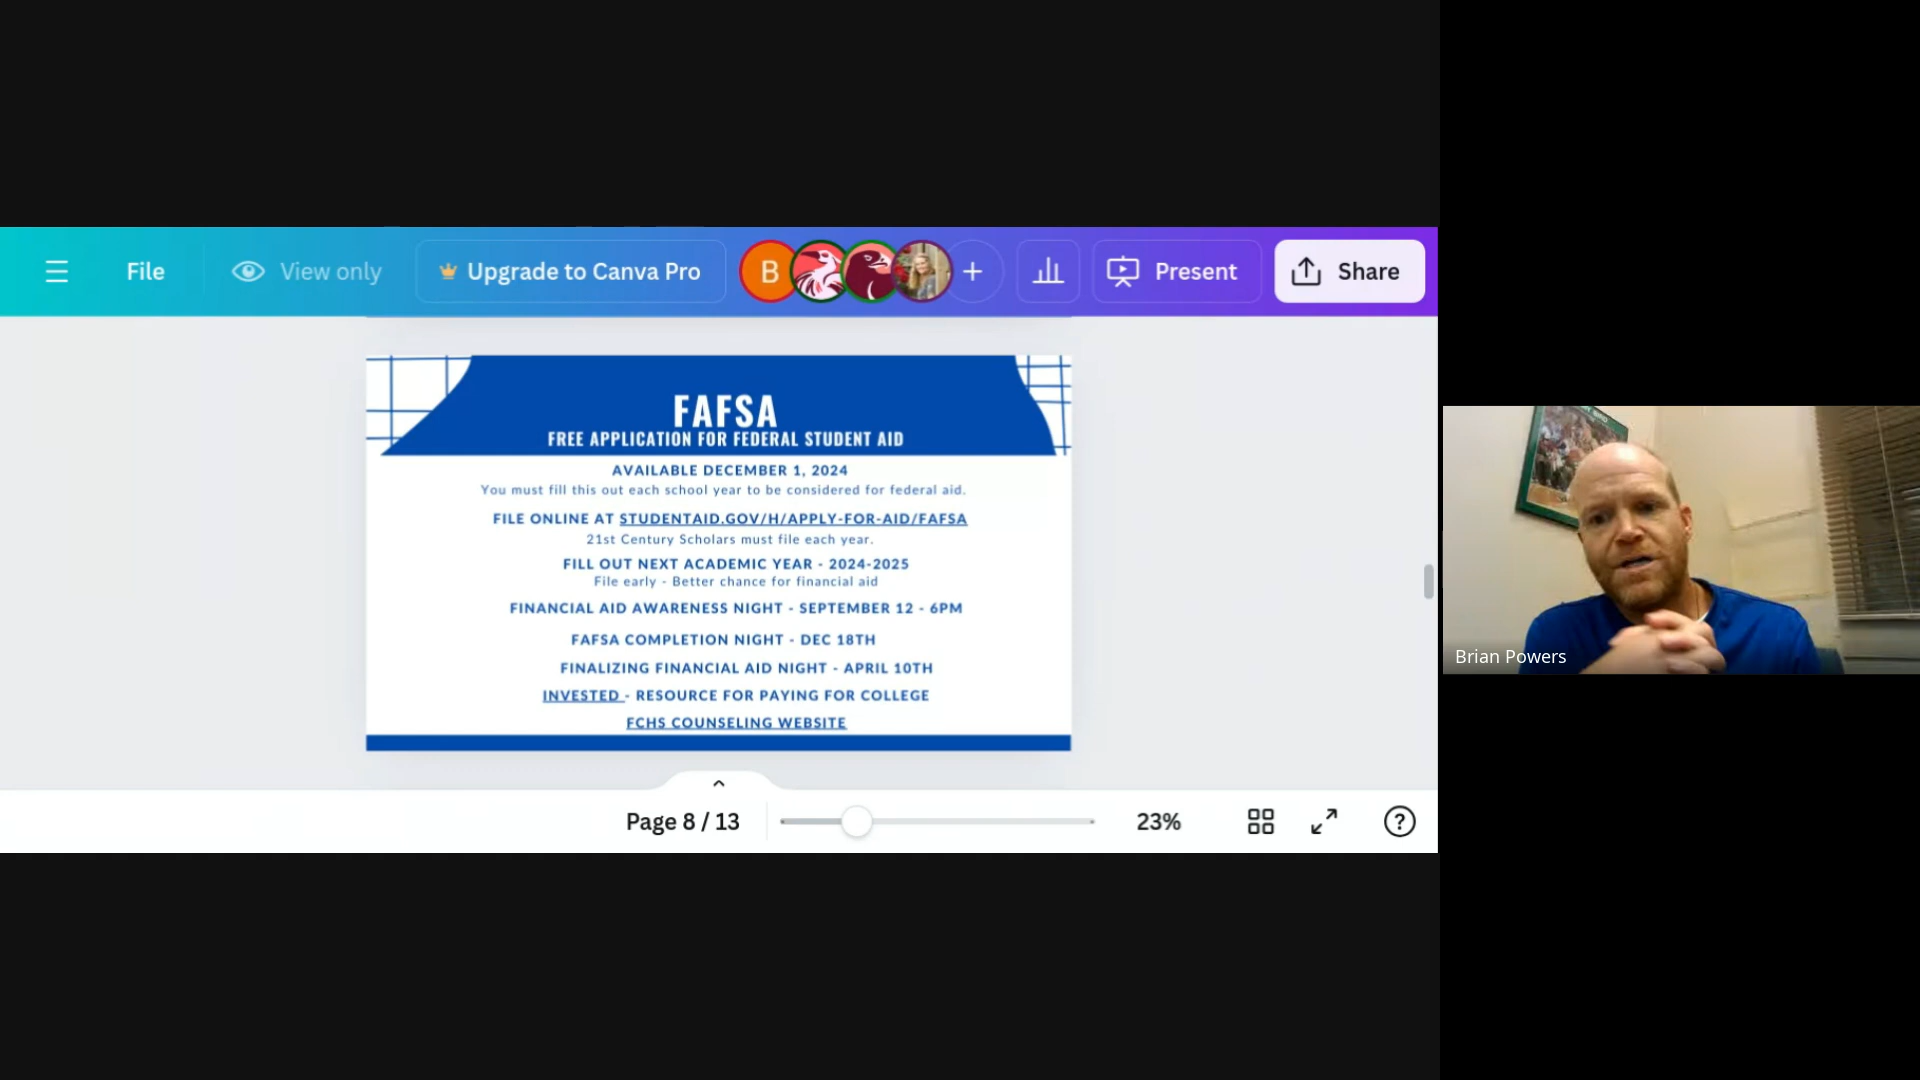 File
View only
Upgrade to Canva Pro
B
Present
Share
FAFSA
FREE APPLICATION FOR FEDERAL STUDENT AID
AVAILABLE DECEMBER 1, 2024
You must fill this out each school year to be considered for federal aid.
FILE ONLINE AT STUDENTAID.GOV/H/APPLY-FOR-AID/FAFSA
21st Century Scholars must file each year.
FILL OUT NEXT ACADEMIC YEAR - 2024-2025
File early - Better chance for financial aid
FINANCIAL AID AWARENESS NIGHT - SEPTEMBER 12 - 6PM
FAFSA COMPLETION NIGHT - DEC 18TH
FINALIZING FINANCIAL AID NIGHT - APRIL 10TH
INVESTED - RESOURCE FOR PAYING FOR COLLEGE
FCHS COUNSELING WEBSITE
Page 8 / 13
23%
Brian Powers